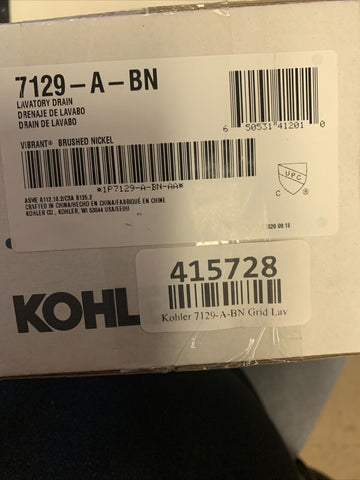 7129-A-BN
LAVATORY DRAIN
DRENAJE DE LAVABO
DRAIN DE LAVABO
6 50531 41201 0
VIBRANT® BRUSHED NICKEL
*1P7129-A-BN-AA*
ASME A112.18.2/CSA B125.2
CRAFTED IN CHINA/HECHO EN CHINA/FABRIQUÉ EN CHINE
KOHLER CO., KOHLER, WI 53044 USA/EEUU
UPC
C ®
KOHL
415728
Kohler 7129-A-BN Grid Lav